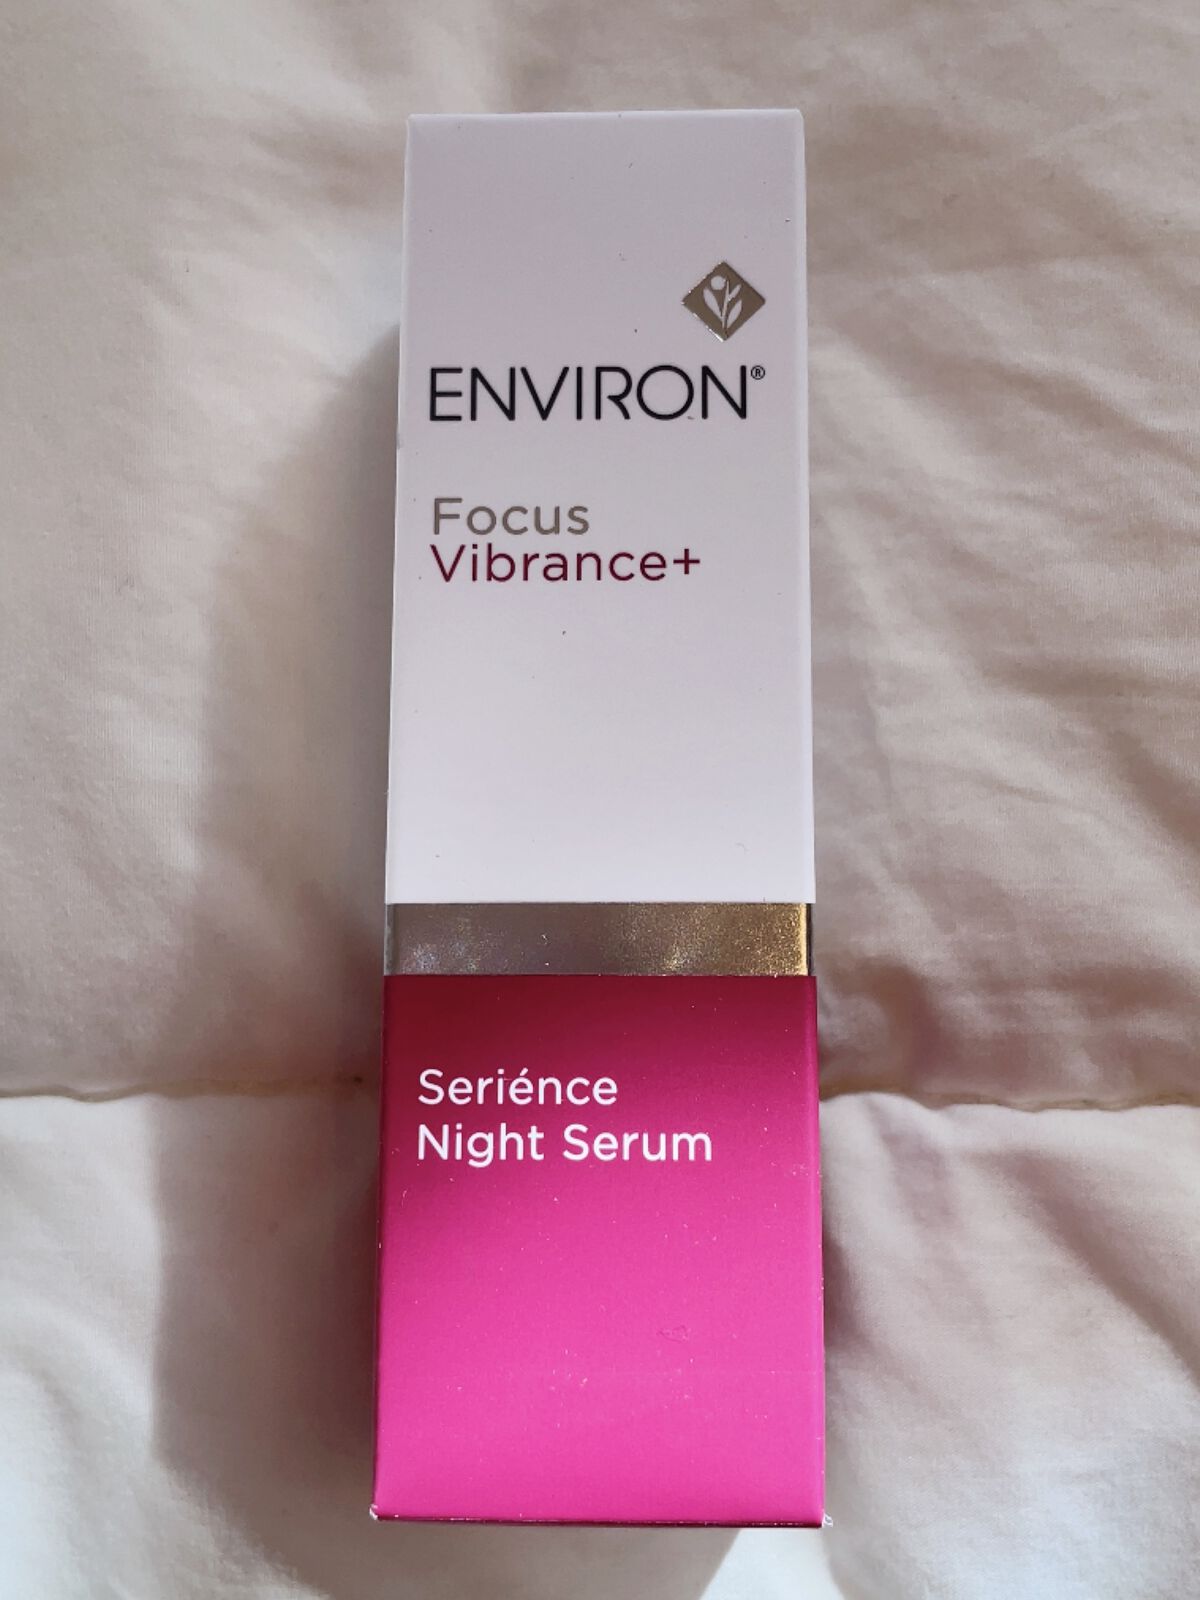 ENVIRON®
Focus
Vibrance+
Seriénce
Night Serum